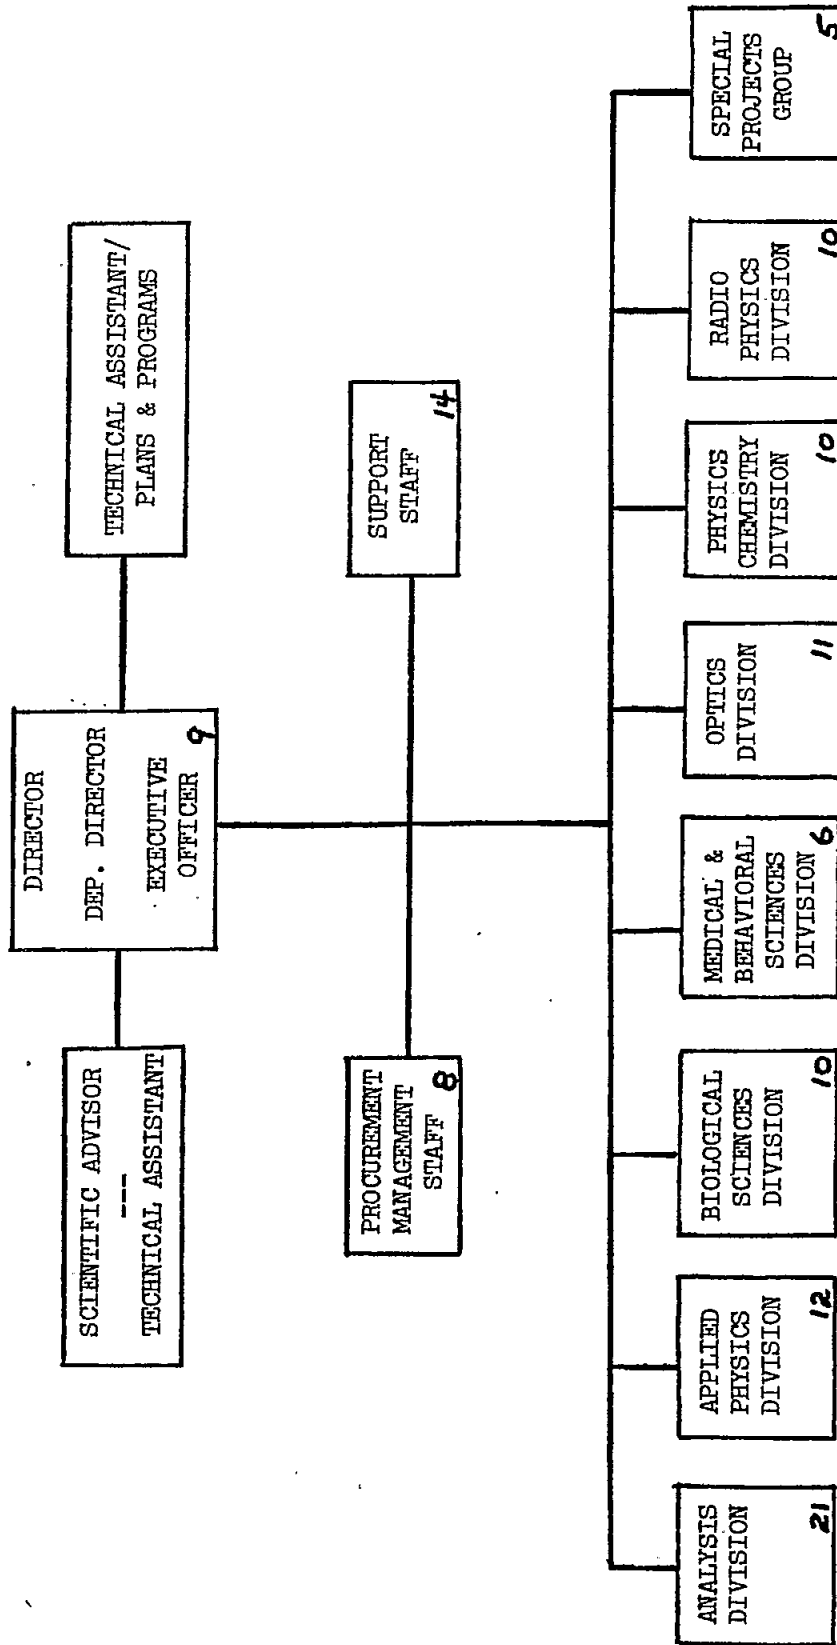 DIRECTOR
DEP. DIRECTOR
EXECUTIVE
OFFICER
9
SCIENTIFIC ADVISOR
---
TECHNICAL ASSISTANT
TECHNICAL ASSISTANT/
PLANS & PROGRAMS
PROCUREMENT
MANAGEMENT
STAFF
8
SUPPORT
STAFF
14
ANALYSIS
DIVISION
21
APPLIED
PHYSICS
DIVISION
12
BIOLOGICAL
SCIENCES
DIVISION
10
MEDICAL &
BEHAVIORAL
SCIENCES
DIVISION
6
OPTICS
DIVISION
11
PHYSICS
CHEMISTRY
DIVISION
10
RADIO
PHYSICS
DIVISION
10
SPECIAL
PROJECTS
GROUP
5